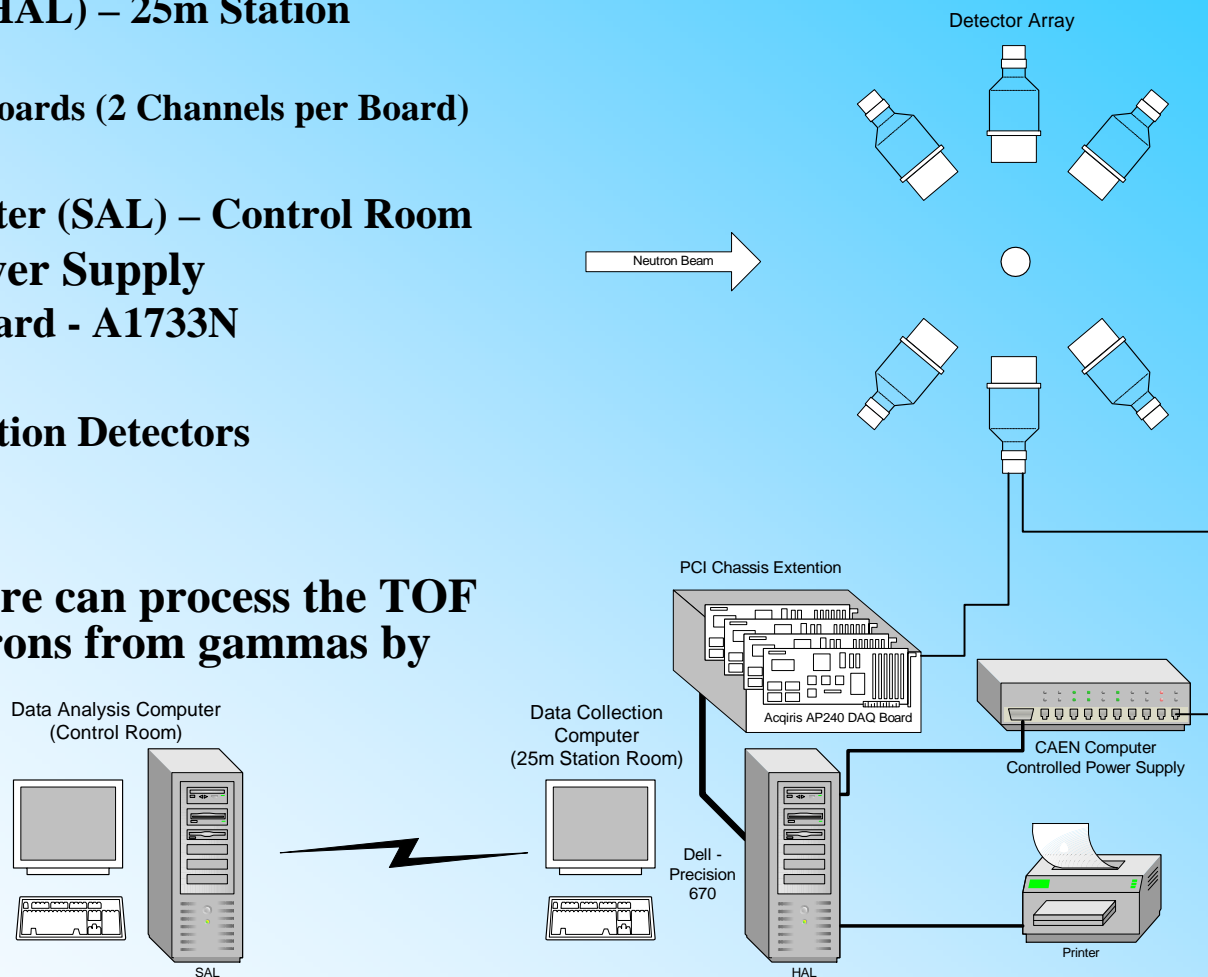 HAL) – 25m Station
oards (2 Channels per Board)
ter (SAL) – Control Room
er Supply
ard - A1733N
tion Detectors
re can process the TOF
rons from gammas by
Detector Array
Neutron Beam
PCI Chassis Extention
Acqiris AP240 DAQ Board
CAEN Computer
Controlled Power Supply
Data Analysis Computer
(Control Room)
SAL
Data Collection
Computer
(25m Station Room)
Dell -
Precision
670
HAL
Printer